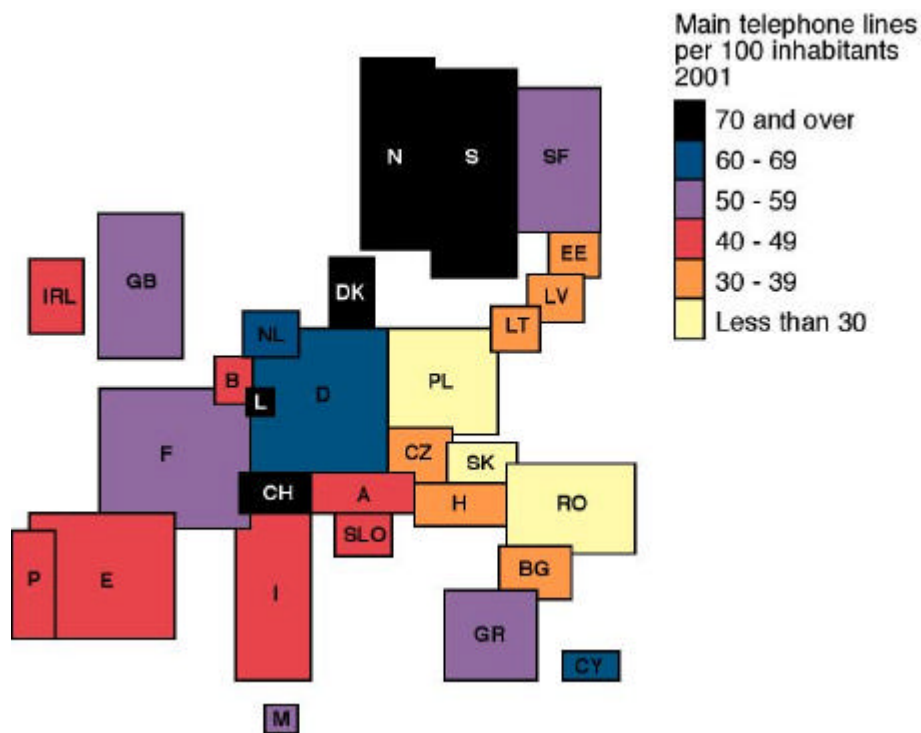 Main telephone lines
per 100 inhabitants
2001
70 and over
60 - 69
50 - 59
40 - 49
30 - 39
Less than 30
N
S
SF
EE
LV
LT
IRL
GB
DK
NL
B
L
D
PL
F
CZ
SK
CH
A
H
RO
SLO
P
E
I
BG
GR
CY
M